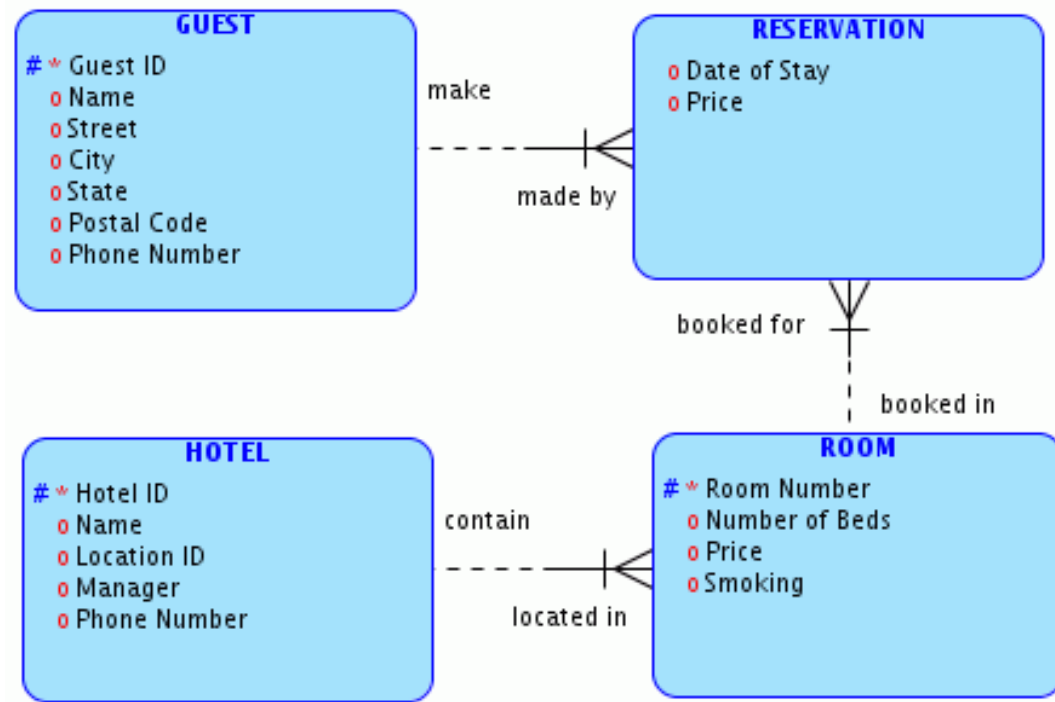 GUEST
# * Guest ID
o Name
o Street
o City
o State
o Postal Code
o Phone Number
make
made by
RESERVATION
o Date of Stay
o Price
booked for
booked in
HOTEL
# * Hotel ID
o Name
o Location ID
o Manager
o Phone Number
contain
located in
ROOM
# * Room Number
o Number of Beds
o Price
o Smoking